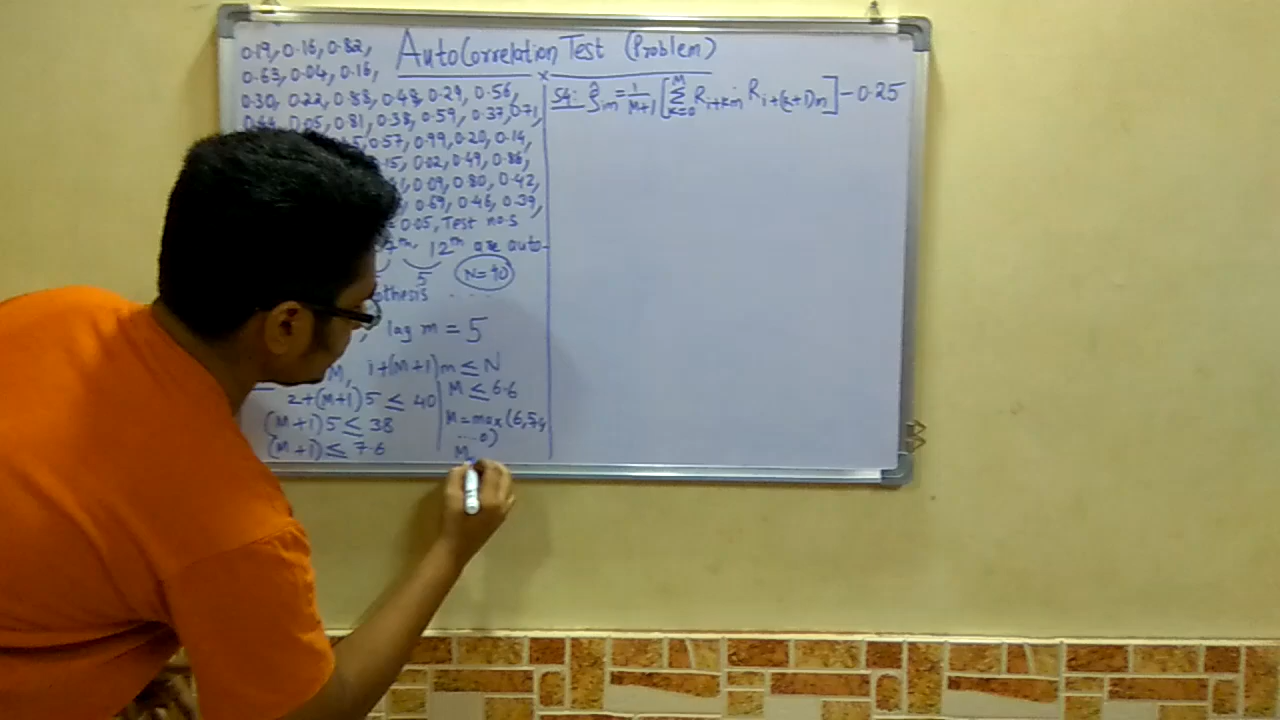 AutoCorrelation Test (Problem)
0.19, 0.16, 0.82,
0.63, 0.04, 0.16,
0.30, 0.22, 0.88, 0.48, 0.29, 0.56,
0.05, 0.81, 0.38, 0.59, 0.37, 0.71,
0.57, 0.99, 0.20, 0.14,
15, 0.02, 0.49, 0.86,
0.09, 0.80, 0.42,
0.69, 0.46, 0.39,
= 0.05, Test no.s
7th, 12th are auto-
5 N=40
lag m = 5
M, i+(M+1)m ≤ N
2+(M+1)5 ≤ 40
(M+1)5 ≤ 38
(M+1) ≤ 7.6
M ≤ 6.6
M = max(6,5,4
....0)
M
S4: ρ̂im = 1/M+1 [Σ k=0 M Ri+km Ri+(k+1)m] - 0.25